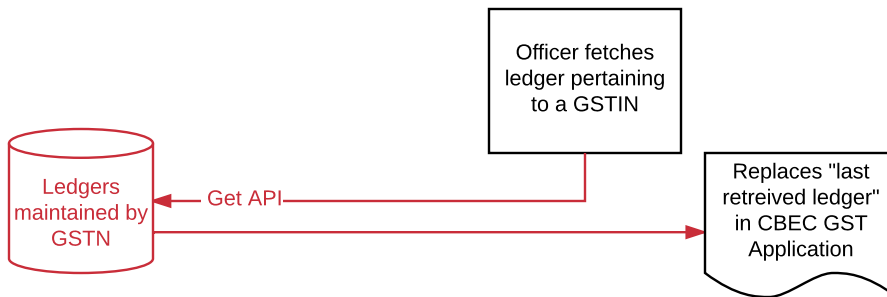 Officer fetches
ledger pertaining
to a GSTIN
Ledgers
maintained by
GSTN
Get API
Replaces "last
retreived ledger"
in CBEC GST
Application